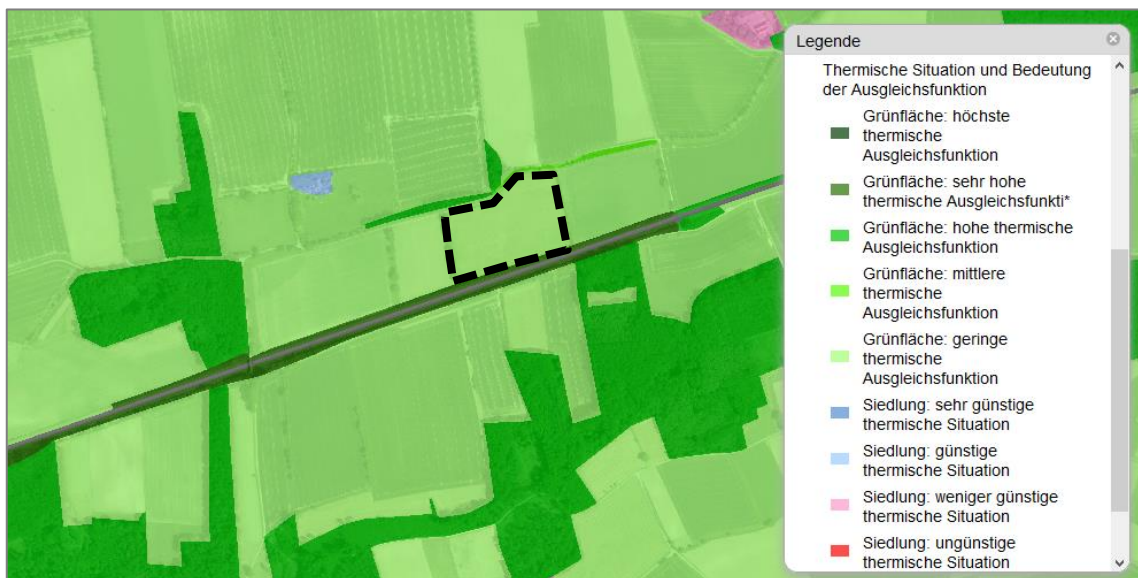 Legende
Thermische Situation und Bedeutung
der Ausgleichsfunktion
Grünfläche: höchste
thermische
Ausgleichsfunktion
Grünfläche: sehr hohe
thermische Ausgleichsfunkti*
Grünfläche: hohe thermische
Ausgleichsfunktion
Grünfläche: mittlere
thermische
Ausgleichsfunktion
Grünfläche: geringe
thermische
Ausgleichsfunktion
Siedlung: sehr günstige
thermische Situation
Siedlung: günstige
thermische Situation
Siedlung: weniger günstige
thermische Situation
Siedlung: ungünstige
thermische Situation